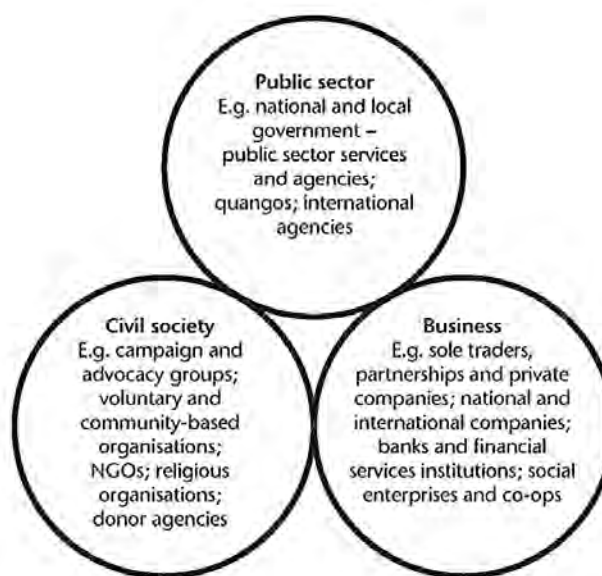 Public sector
E.g. national and local
government –
public sector services
and agencies;
quangos; international
agencies
Civil society
E.g. campaign and
advocacy groups;
voluntary and
community-based
organisations;
NGOs; religious
organisations;
donor agencies
Business
E.g. sole traders,
partnerships and private
companies; national and
international companies;
banks and financial
services institutions; social
enterprises and co-ops